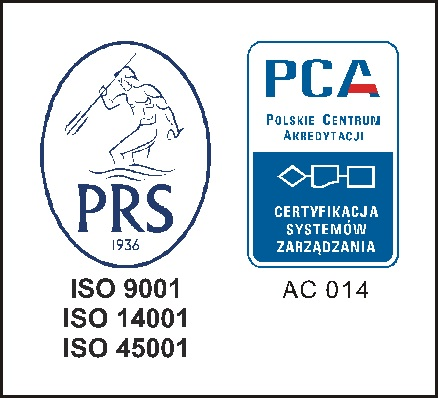 PRS
1936
ISO 9001
ISO 14001
ISO 45001
PCA
POLSKIE CENTRUM
AKREDYTACJI
CERTYFIKACJA
SYSTEMÓW
ZARZĄDZANIA
AC 014